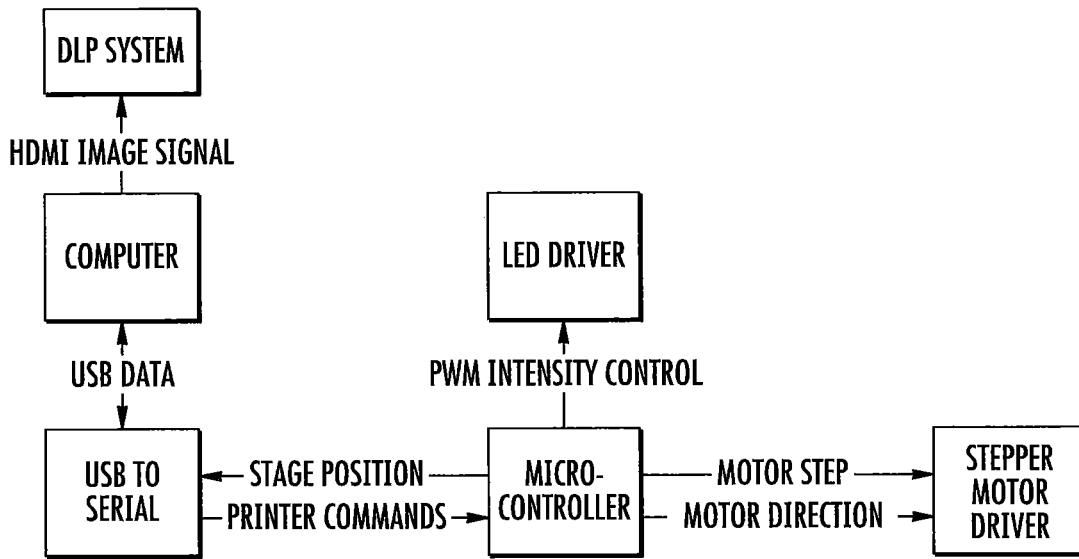 DLP SYSTEM
HDMI IMAGE SIGNAL
COMPUTER
LED DRIVER
USB DATA
PWM INTENSITY CONTROL
USB TO
SERIAL
STAGE POSITION
PRINTER COMMANDS
MICRO-
CONTROLLER
MOTOR STEP
MOTOR DIRECTION
STEPPER
MOTOR
DRIVER